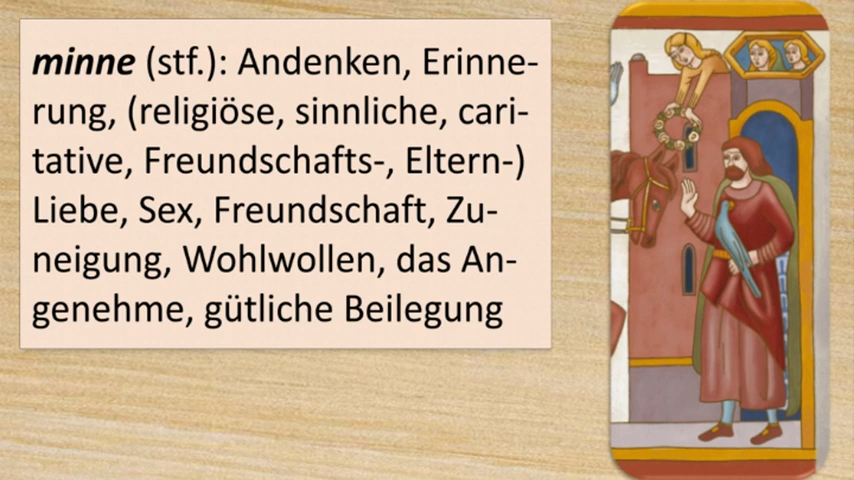 minne (stf.): Andenken, Erinne-
rung, (religiöse, sinnliche, cari-
tative, Freundschafts-, Eltern-)
Liebe, Sex, Freundschaft, Zu-
neigung, Wohlwollen, das An-
genehme, gütliche Beilegung